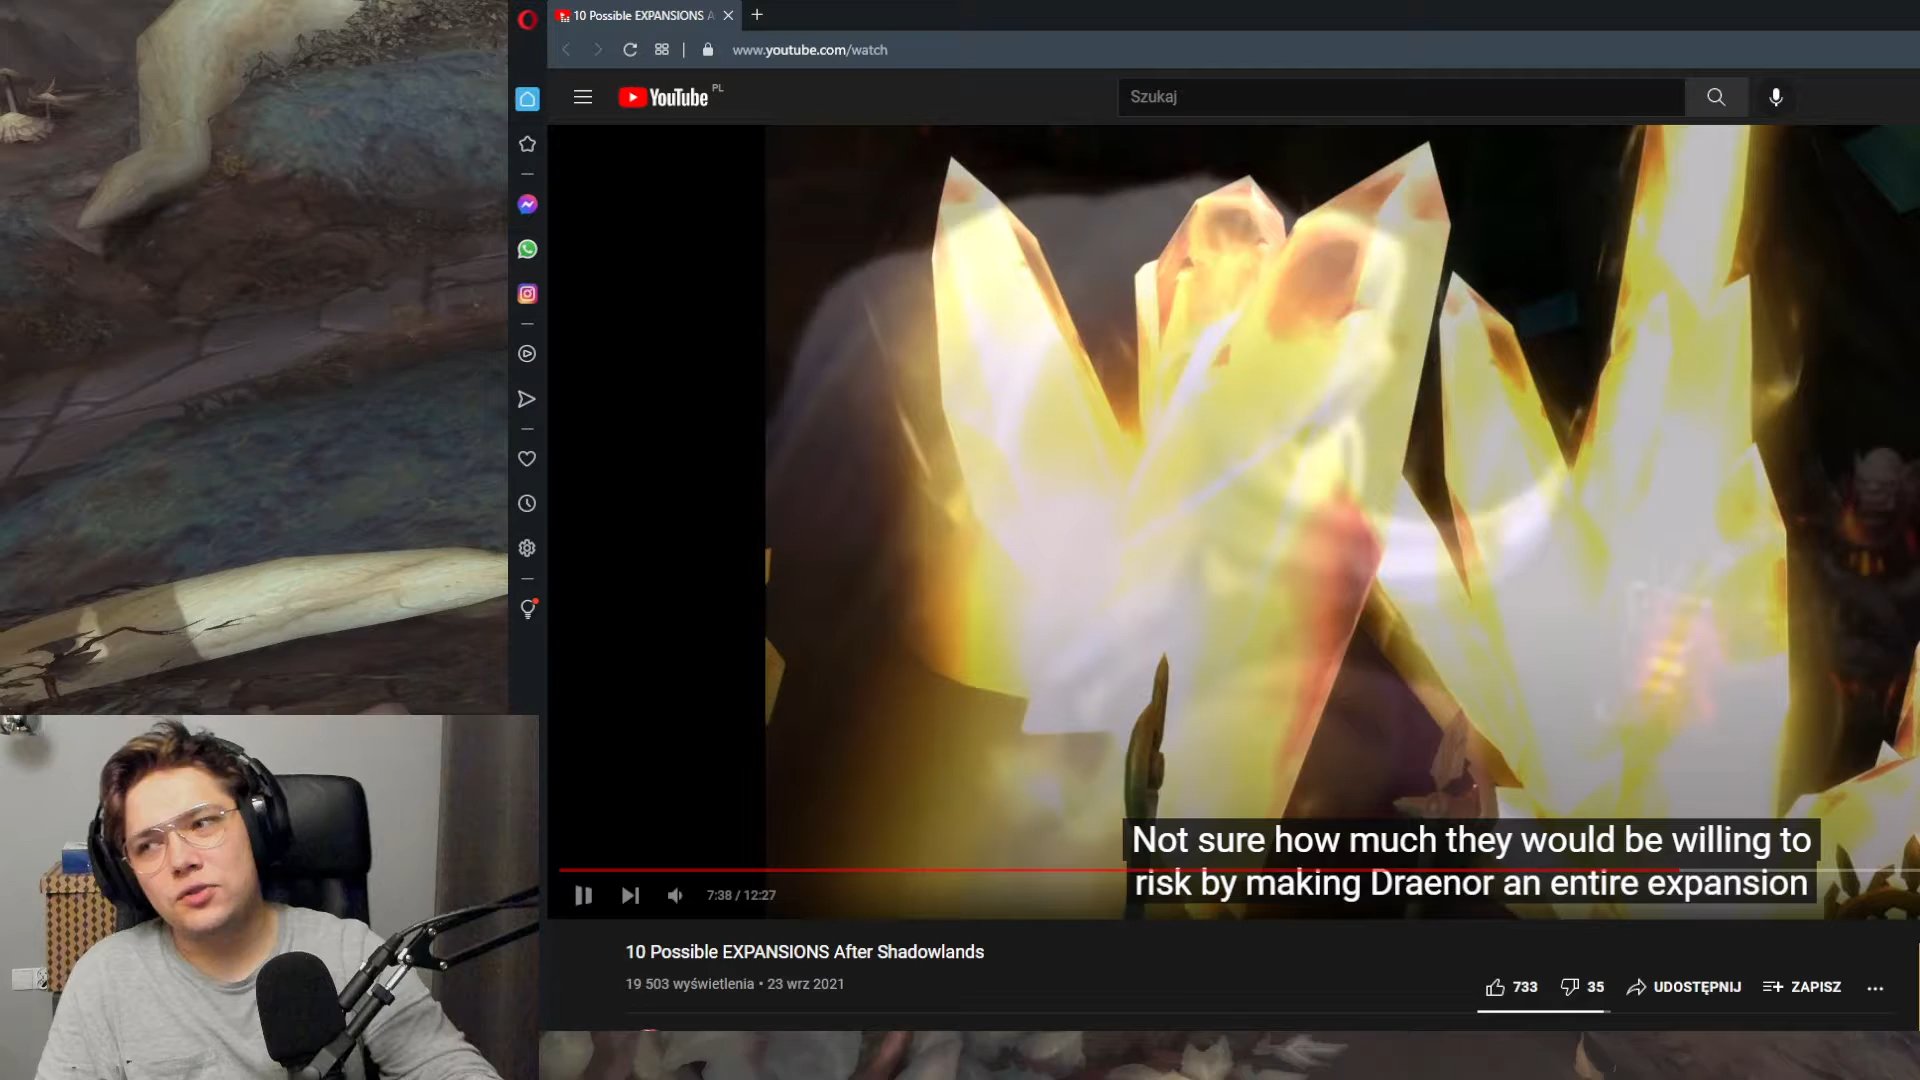 10 Possible EXPANSIONS A
www.youtube.com/watch
YouTube PL
Szukaj
Not sure how much they would be willing to
risk by making Draenor an entire expansion
7:38 / 12:27
10 Possible EXPANSIONS After Shadowlands
19 503 wyświetlenia • 23 wrz 2021
733
35
UDOSTĘPNIJ
ZAPISZ